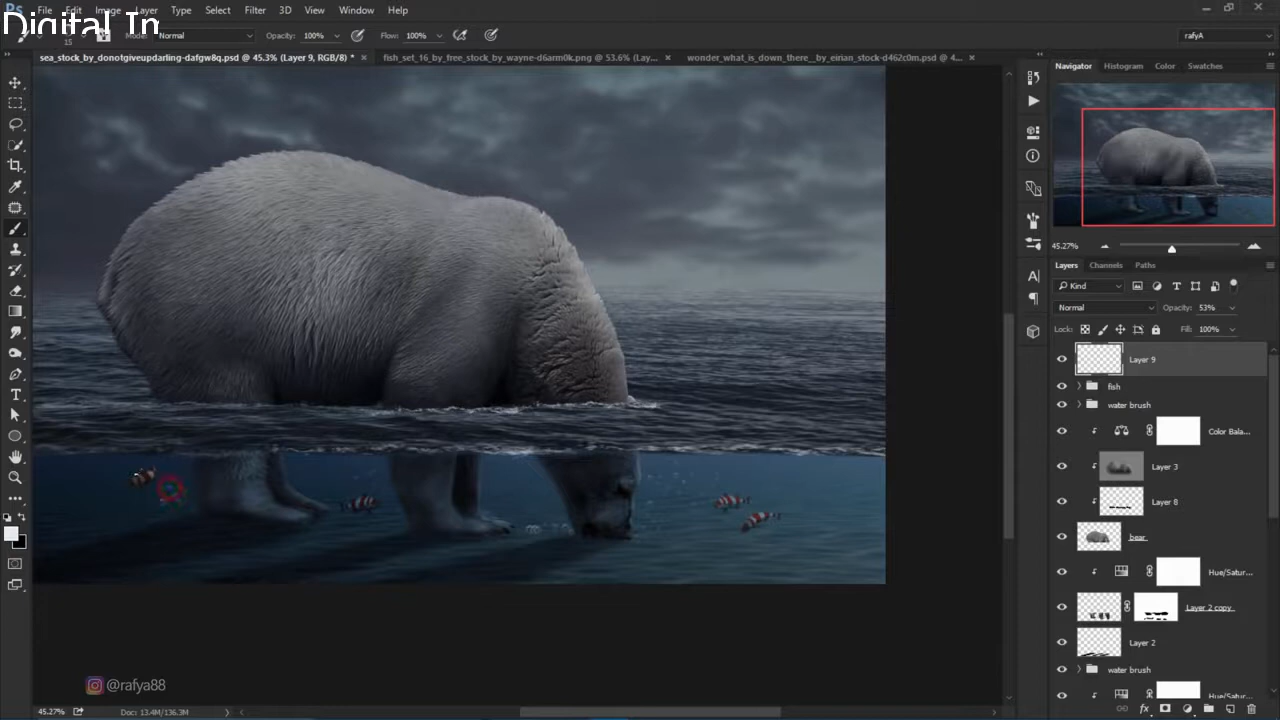 Ps File Edit Image Layer Type Select Filter 3D View Window Help
Digital Im
15 Mode: Normal Opacity: 100% Flow: 100% rafyA
sea_stock_by_donotgiveupdarling-dafgw8q.psd @ 45.3% (Layer 9, RGB/8) * × fish_set_16_by_free_stock_by_wayne-d6arm0k.png @ 53.6% (Lay... × wonder_what_is_down_there__by_eirian_stock-d462c0m.psd @ 4... ×
Navigator Histogram Color Swatches
45.27%
Layers Channels Paths
Kind
Normal Opacity: 53%
Lock: Fill: 100%
Layer 9
fish
water brush
Color Bala...
Layer 3
Layer 8
bear
Hue/Satur...
Layer 2 copy
Layer 2
water brush
Hue/Satur...
@rafya88
45.27% Doc: 13.4M/136.3M